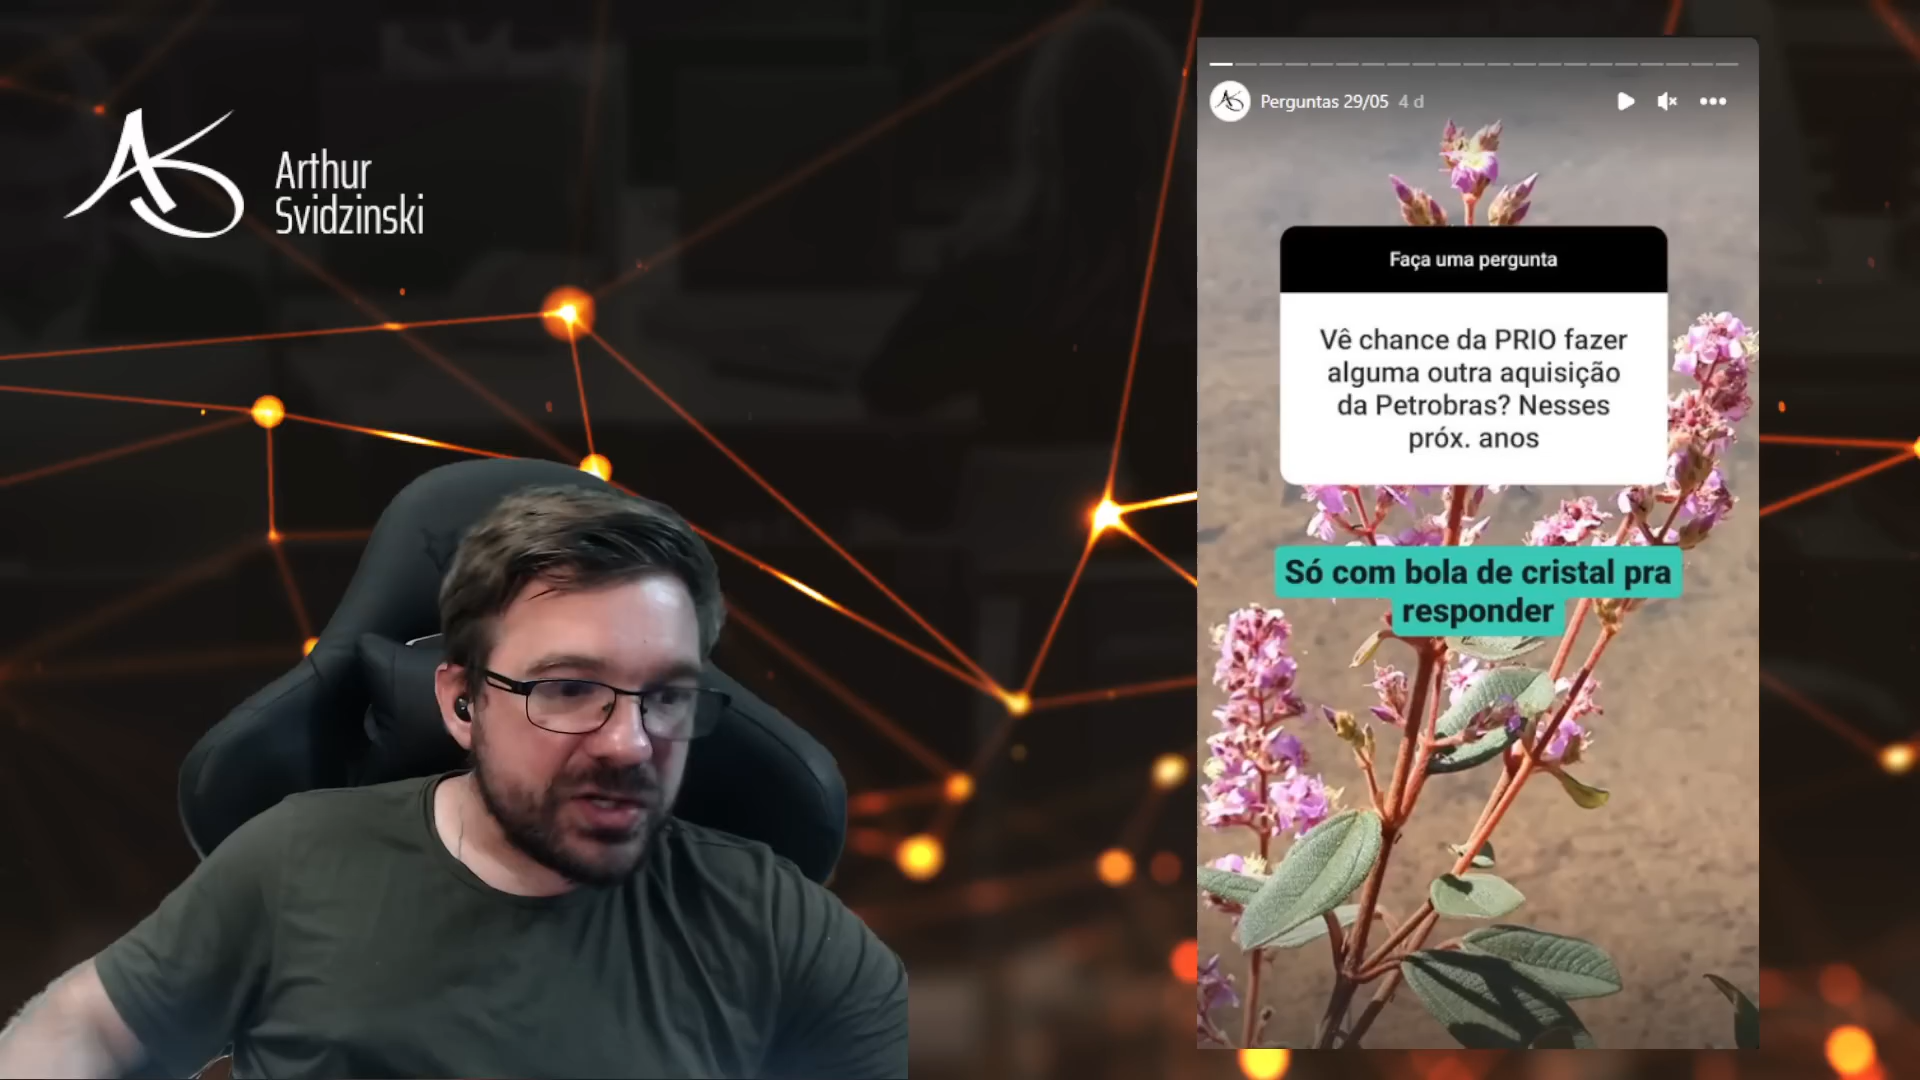 Arthur
Svidzinski
Perguntas 29/05 4 d
Faça uma pergunta
Vê chance da PRIO fazer
alguma outra aquisição
da Petrobras? Nesses
próx. anos
Só com bola de cristal pra
responder